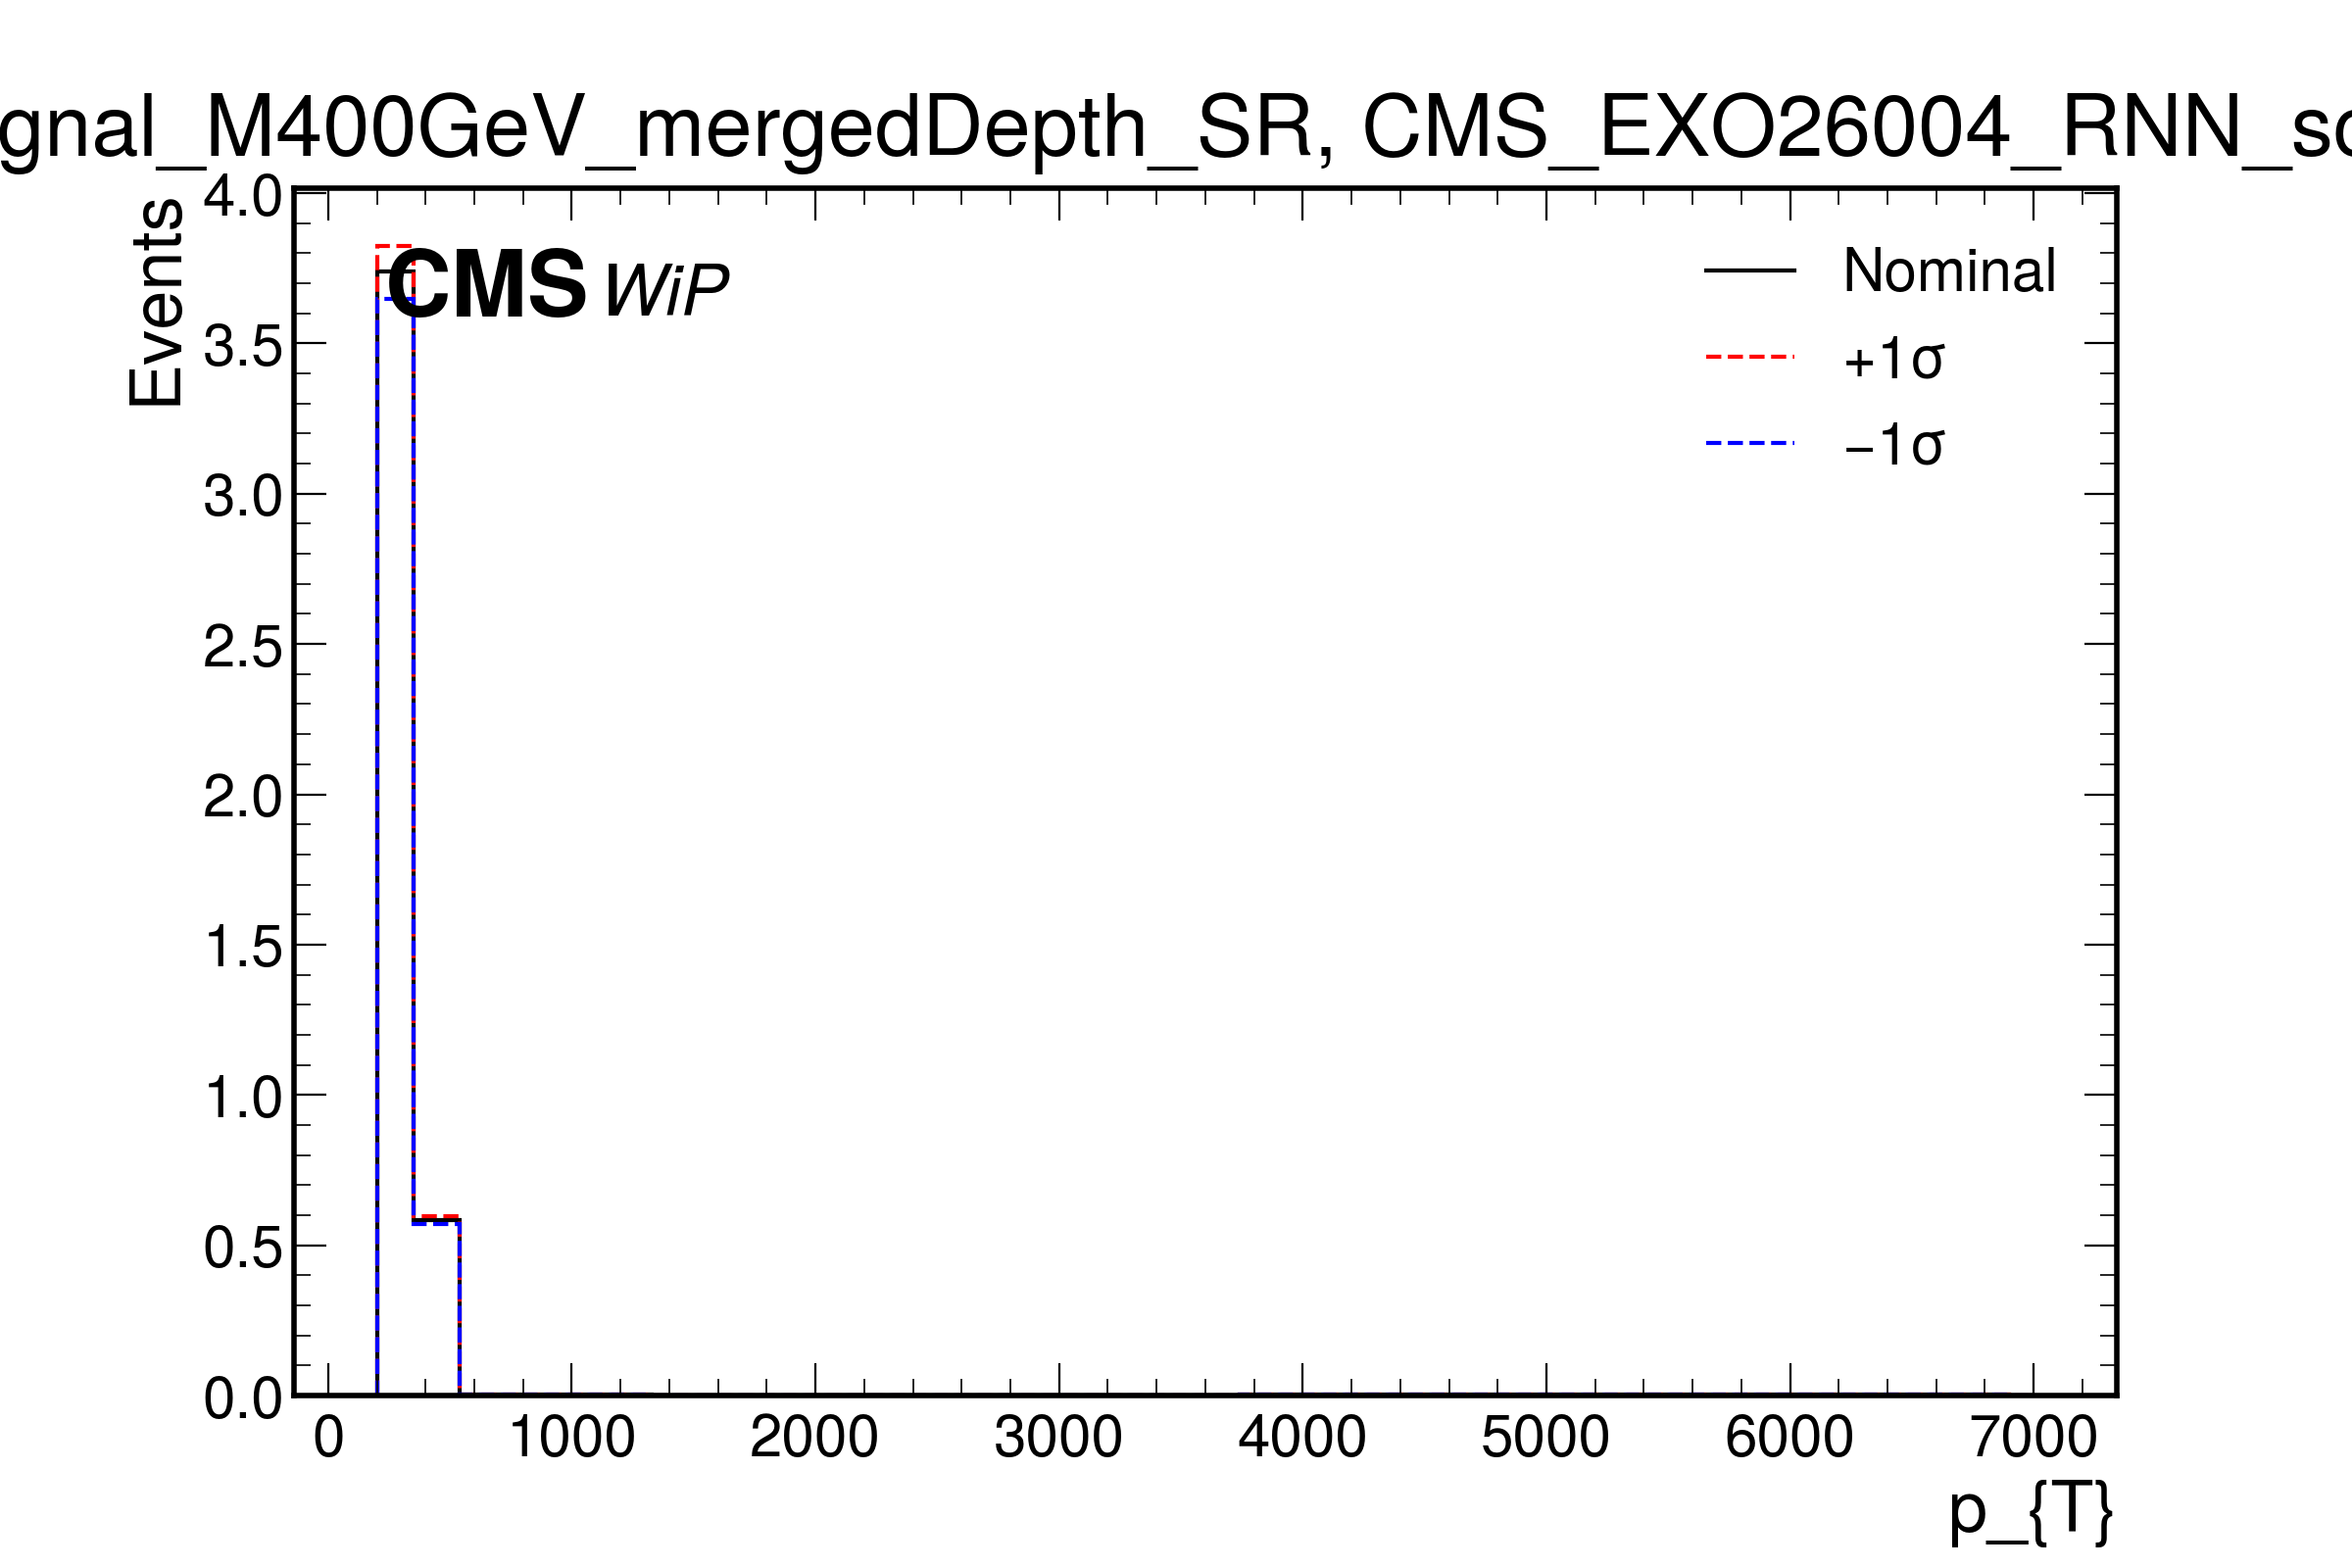 gnal_M400GeV_mergedDepth_SR, CMS_EXO26004_RNN_sc
Events
4.0
3.5
3.0
2.5
2.0
1.5
1.0
0.5
0.0
CMS WiP
Nominal
+1σ
−1σ
0 1000 2000 3000 4000 5000 6000 7000
p_{T}